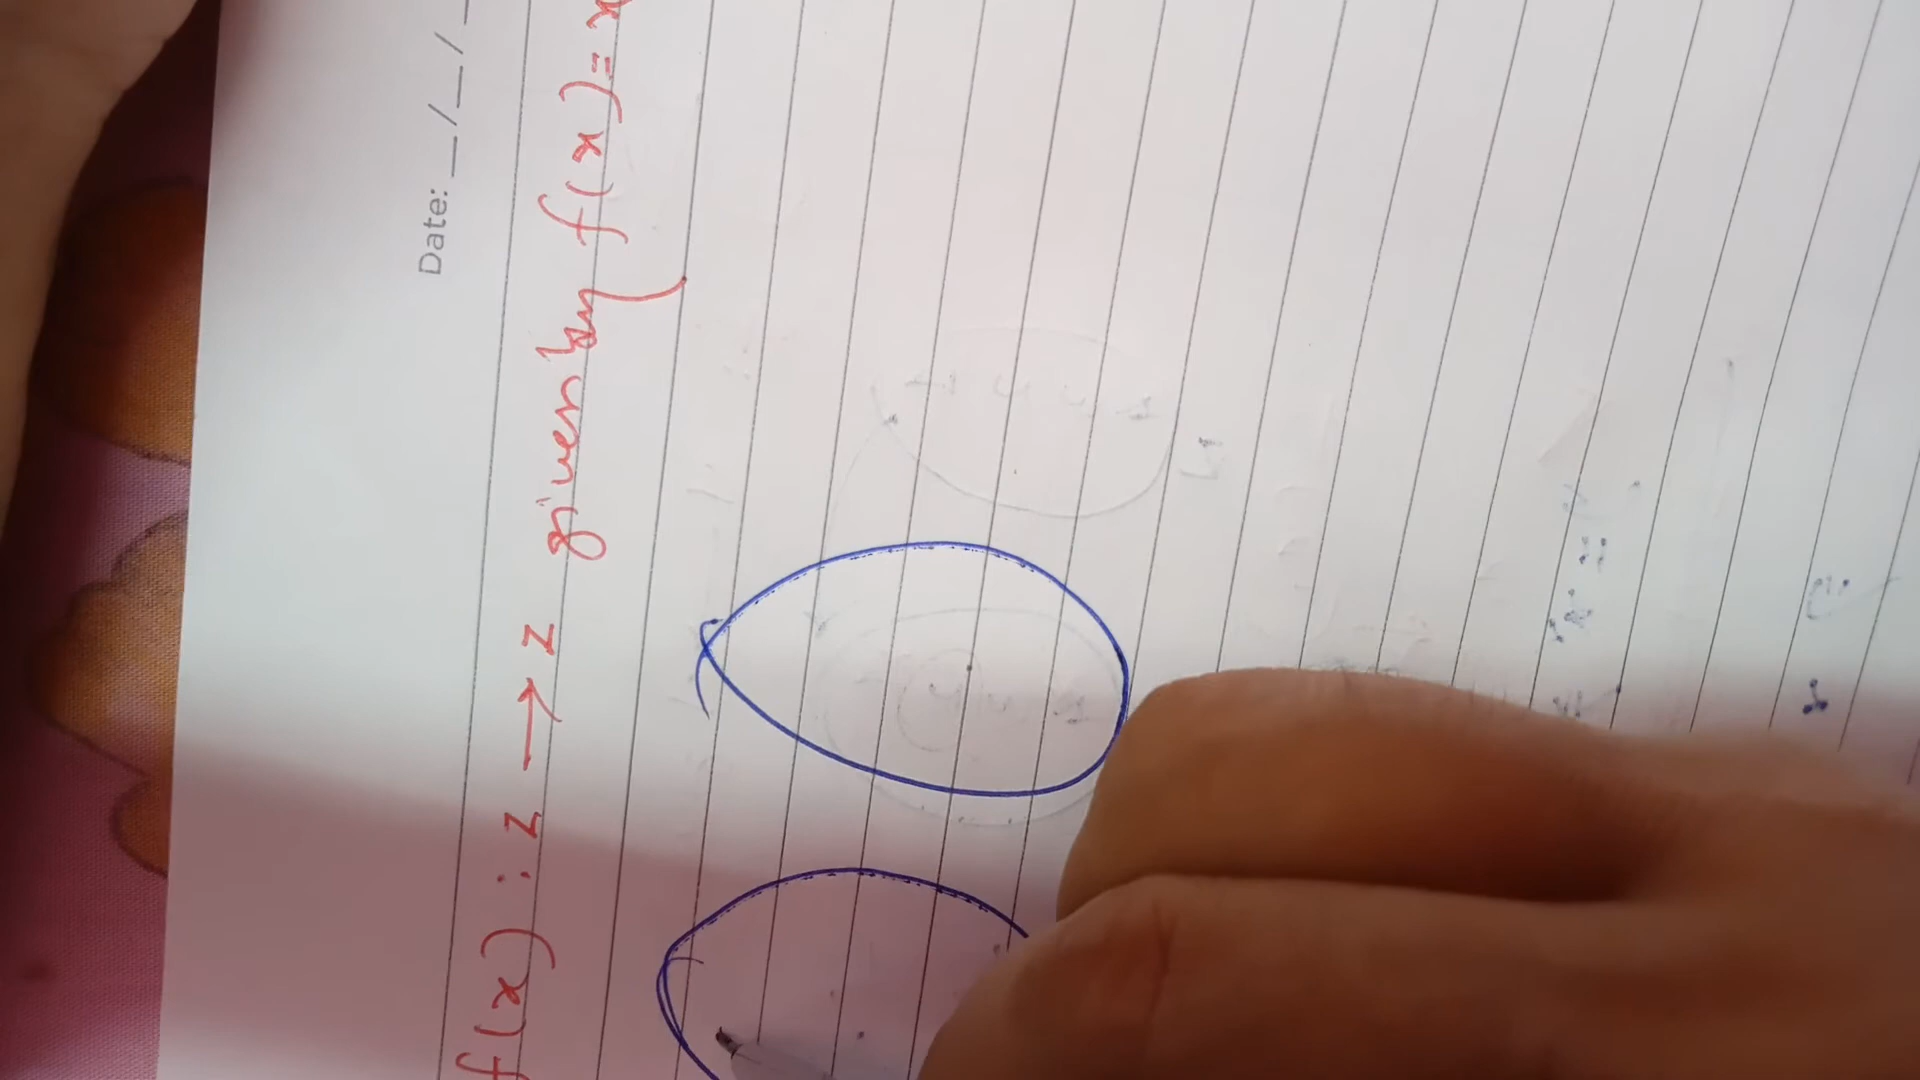 Date: __/__/__
f(x) : z → z given by f(x) = x